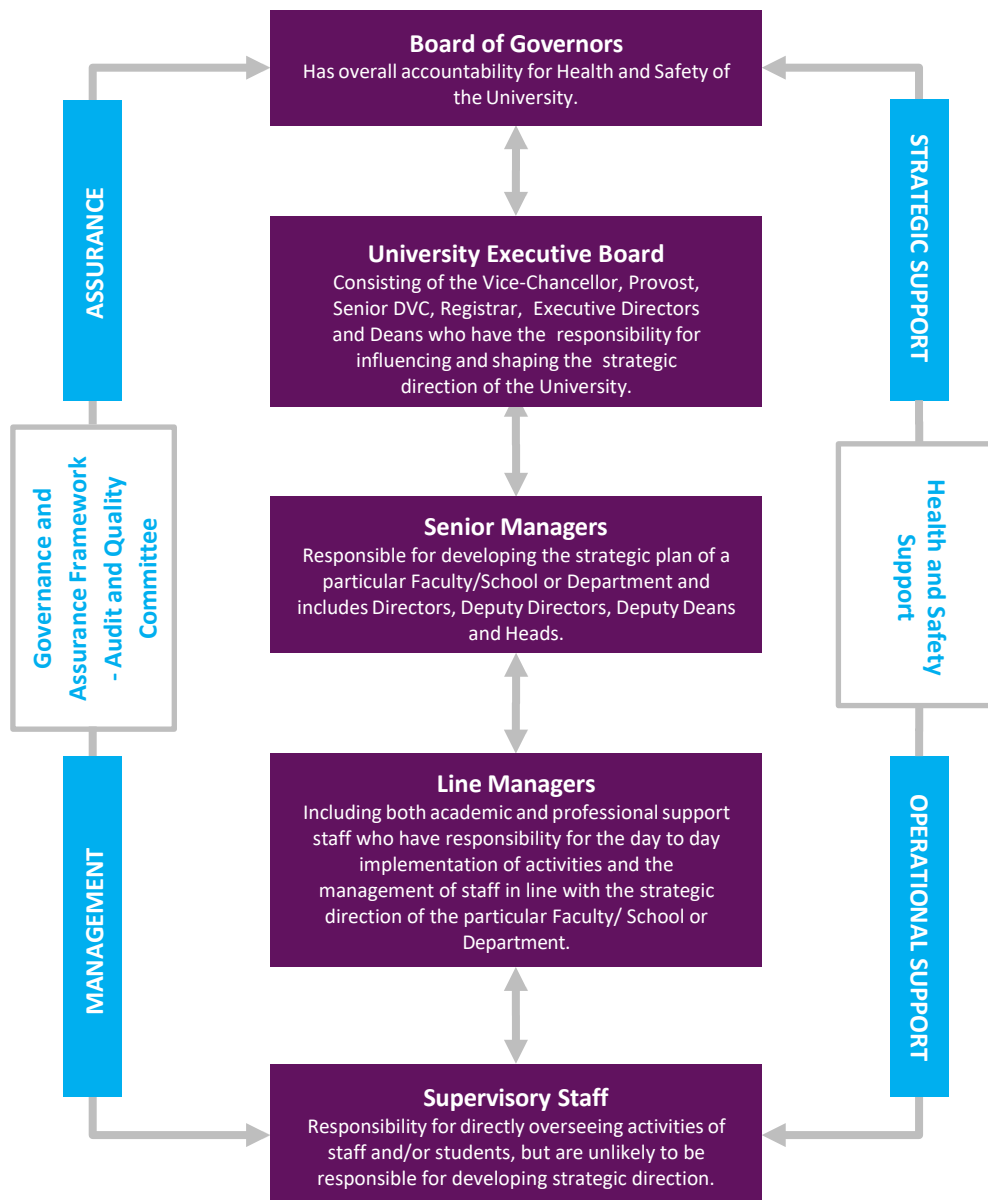 Board of Governors
Has overall accountability for Health and Safety of
the University.
ASSURANCE
STRATEGIC SUPPORT
University Executive Board
Consisting of the Vice-Chancellor, Provost,
Senior DVC, Registrar, Executive Directors
and Deans who have the responsibility for
influencing and shaping the strategic
direction of the University.
Governance and
Assurance Framework
- Audit and Quality
Committee
Health and Safety
Support
Senior Managers
Responsible for developing the strategic plan of a
particular Faculty/School or Department and
includes Directors, Deputy Directors, Deputy Deans
and Heads.
Line Managers
Including both academic and professional support
staff who have responsibility for the day to day
implementation of activities and the
management of staff in line with the strategic
direction of the particular Faculty/ School or
Department.
MANAGEMENT
OPERATIONAL SUPPORT
Supervisory Staff
Responsibility for directly overseeing activities of
staff and/or students, but are unlikely to be
responsible for developing strategic direction.